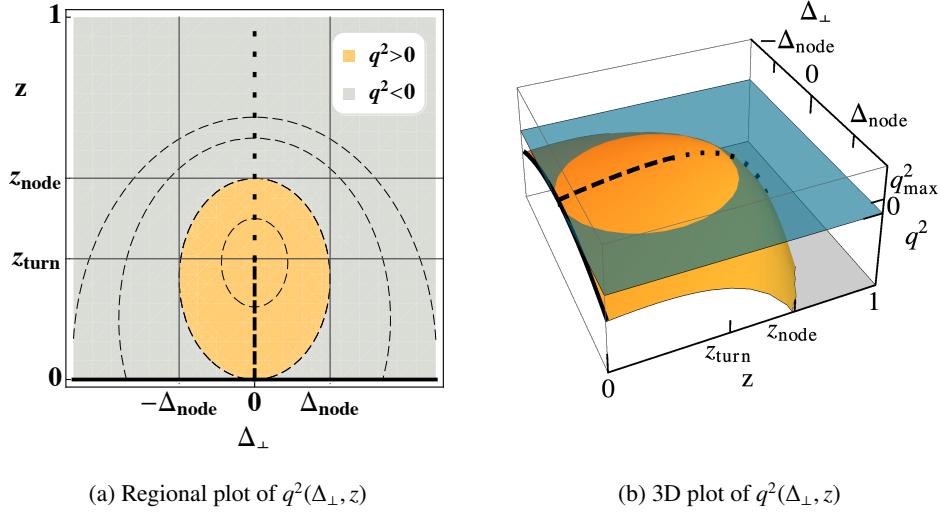 1
z
q²>0
q²<0
z_node
z_turn
0
−Δ_node 0 Δ_node
Δ_⊥
(a) Regional plot of q²(Δ_⊥, z)
Δ_⊥
−Δ_node
0
Δ_node
q²_max
0
q²
1
z_node
z_turn
z
0
(b) 3D plot of q²(Δ_⊥, z)